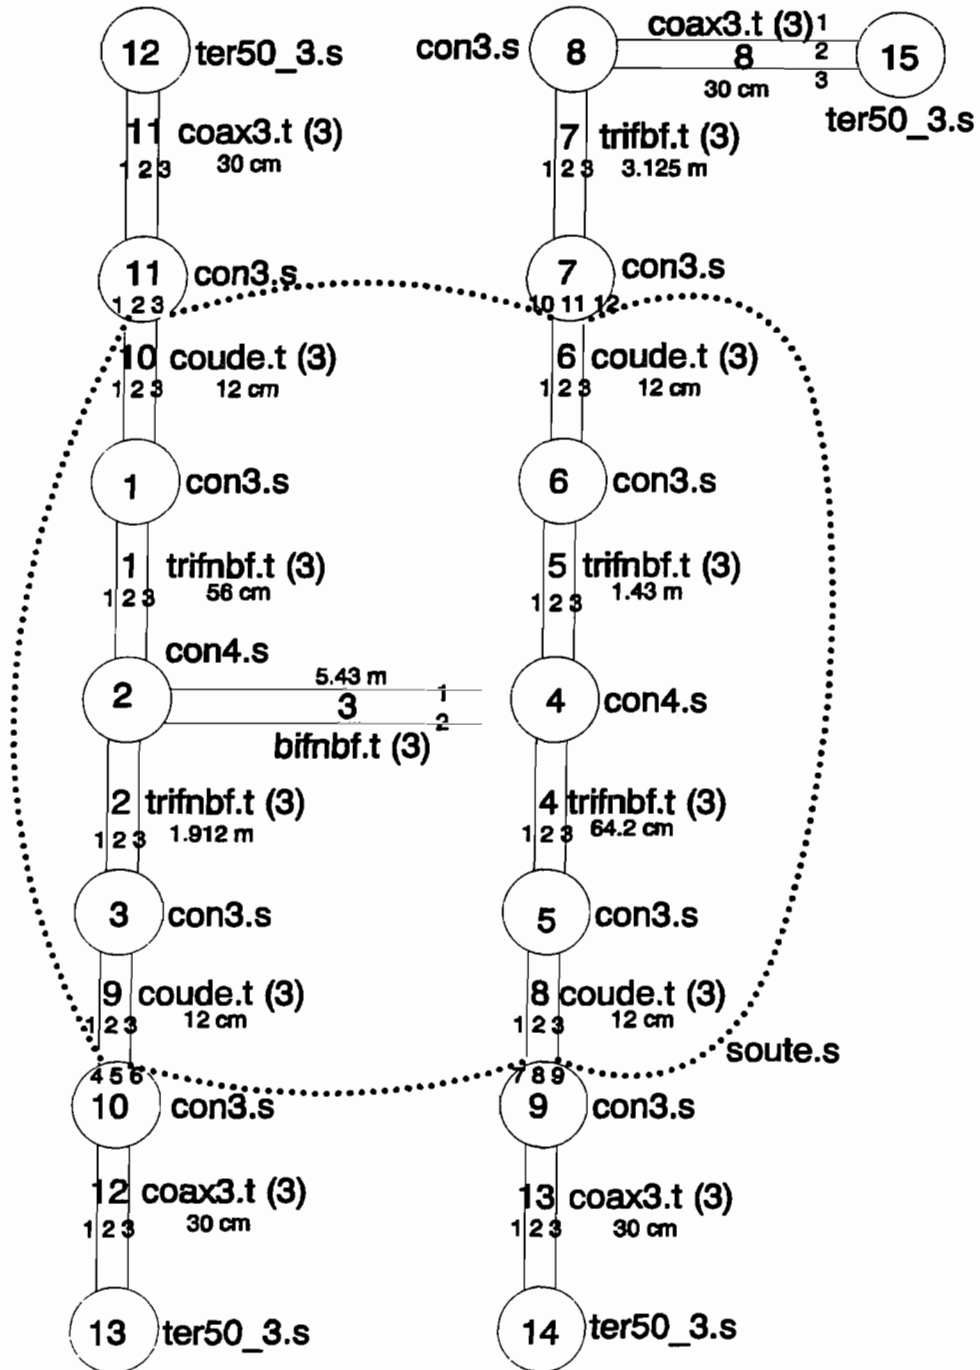 12 ter50_3.s
11 coax3.t (3)
1 2 3 30 cm
11 con3.s
1 2 3
10 coude.t (3)
1 2 3 12 cm
1 con3.s
1 trifnbf.t (3)
1 2 3 56 cm
con4.s
2
5.43 m
3
1
2
bifnbf.t (3)
2 trifnbf.t (3)
1 2 3 1.912 m
3 con3.s
9 coude.t (3)
1 2 3 12 cm
4 5 6
10 con3.s
12 coax3.t (3)
1 2 3 30 cm
13 ter50_3.s
con3.s 8
coax3.t (3) 1
8 2
30 cm 3
15
ter50_3.s
7 trifbf.t (3)
1 2 3 3.125 m
7 con3.s
10 11 12
6 coude.t (3)
1 2 3 12 cm
6 con3.s
5 trifnbf.t (3)
1 2 3 1.43 m
4 con4.s
4 trifnbf.t (3)
1 2 3 64.2 cm
5 con3.s
8 coude.t (3)
1 2 3 12 cm
soute.s
7 8 9
9 con3.s
13 coax3.t (3)
1 2 3 30 cm
14 ter50_3.s